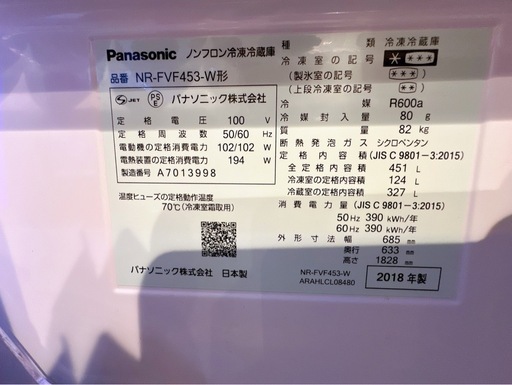 Panasonic ノンフロン冷凍冷蔵庫
品番 NR-FVF453-W形
JET PSE パナソニック株式会社
定格電圧 100 V
定格周波数 50/60 Hz
電動機の定格消費電力 102/102 W
電熱装置の定格消費電力 194 W
製造番号 A7013998
温度ヒューズの定格動作温度
70℃(冷凍室霜取用)
パナソニック株式会社 日本製
種類 冷凍冷蔵庫
冷凍室の記号 * ***
(製氷室の記号) (***)
(上段冷凍室の記号) (**)
冷媒 R600a
冷媒封入量 80 g
質量 82 kg
断熱発泡ガス シクロペンタン
定格内容積 (JIS C 9801-3:2015)
全定格内容積 451 L
冷凍室定格内容積 124 L
冷蔵室定格内容積 327 L
消費電力量 (JIS C 9801-3:2015)
50Hz 390 kWh/年
60Hz 390 kWh/年
外形寸法 幅 685 mm
奥行 633 mm
高さ 1828 mm
NR-FVF453-W
ARAHLCL08480
2018 年製